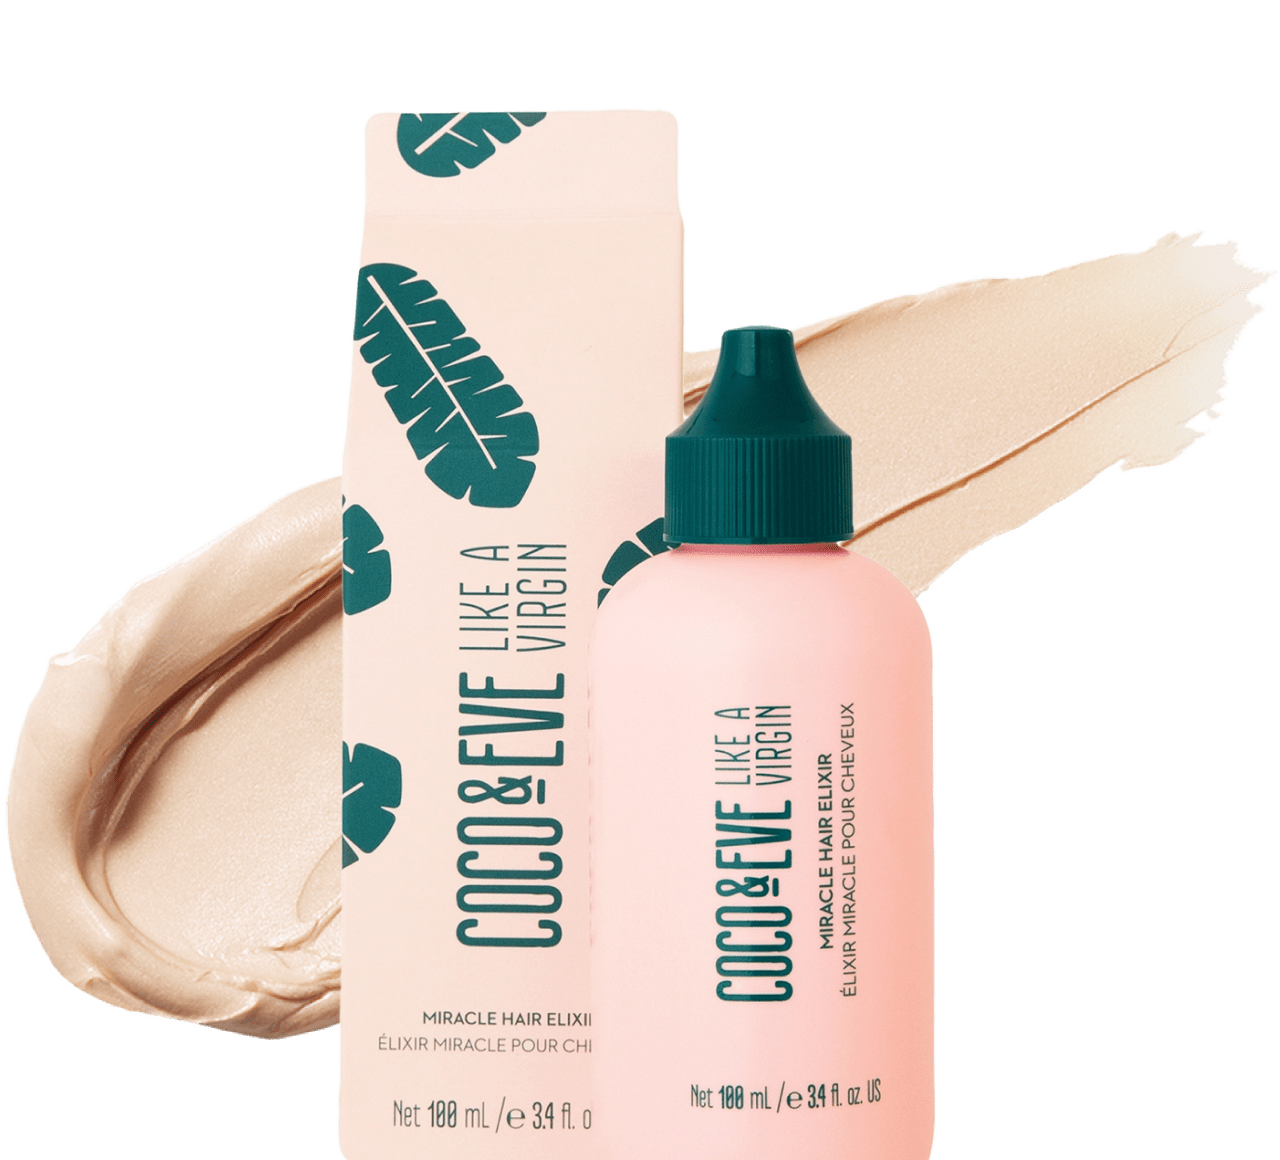 COCO & EVE LIKE A
VIRGIN
MIRACLE HAIR ELIXI
ÉLIXIR MIRACLE POUR CH
Net 100 mL / e 3.4 fl. o
COCO & EVE LIKE A
VIRGIN
MIRACLE HAIR ELIXIR
ÉLIXIR MIRACLE POUR CHEVEUX
Net 100 mL / e 3.4 fl. oz. US